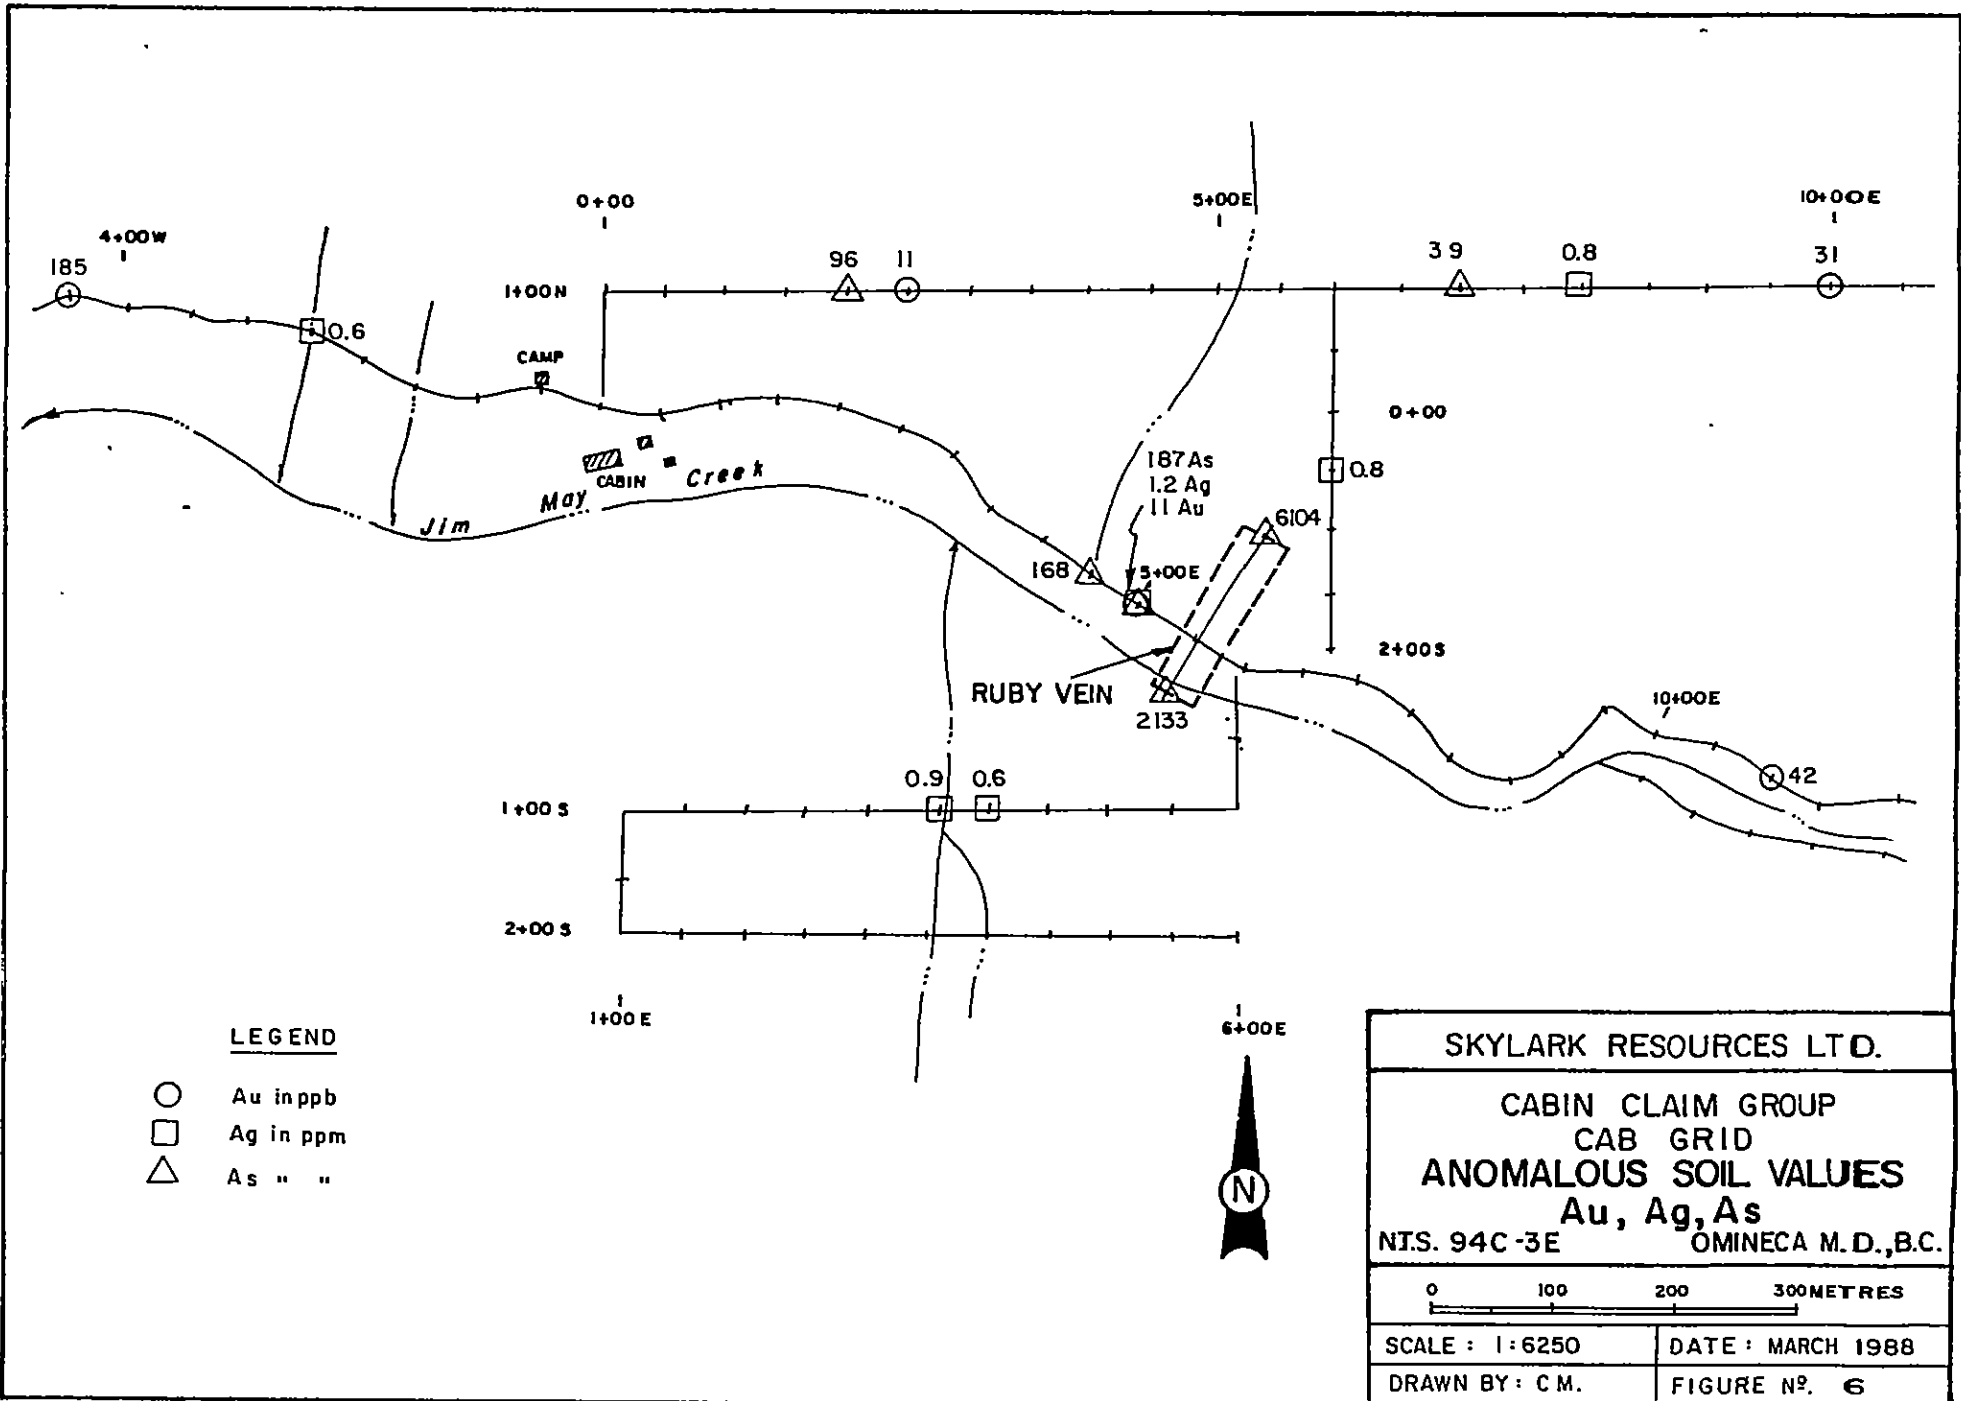 0+00
5+00E
10+00E
4+00W
185
96
11
39
0.8
31
1+00N
0.6
CAMP
0+00
CABIN
Jim May Creek
187As
1.2 Ag
11 Au
0.8
6104
168
5+00E
2+00S
RUBY VEIN
2133
10+00E
42
0.9
0.6
1+00 S
2+00 S
1+00 E
6+00E
LEGEND
Au in ppb
Ag in ppm
As " "
N
SKYLARK RESOURCES LTD.
CABIN CLAIM GROUP
CAB GRID
ANOMALOUS SOIL VALUES
Au, Ag, As
N.T.S. 94C-3E OMINECA M.D., B.C.
0 100 200 300 METRES
SCALE : 1:6250 DATE : MARCH 1988
DRAWN BY : C M. FIGURE Nº. 6